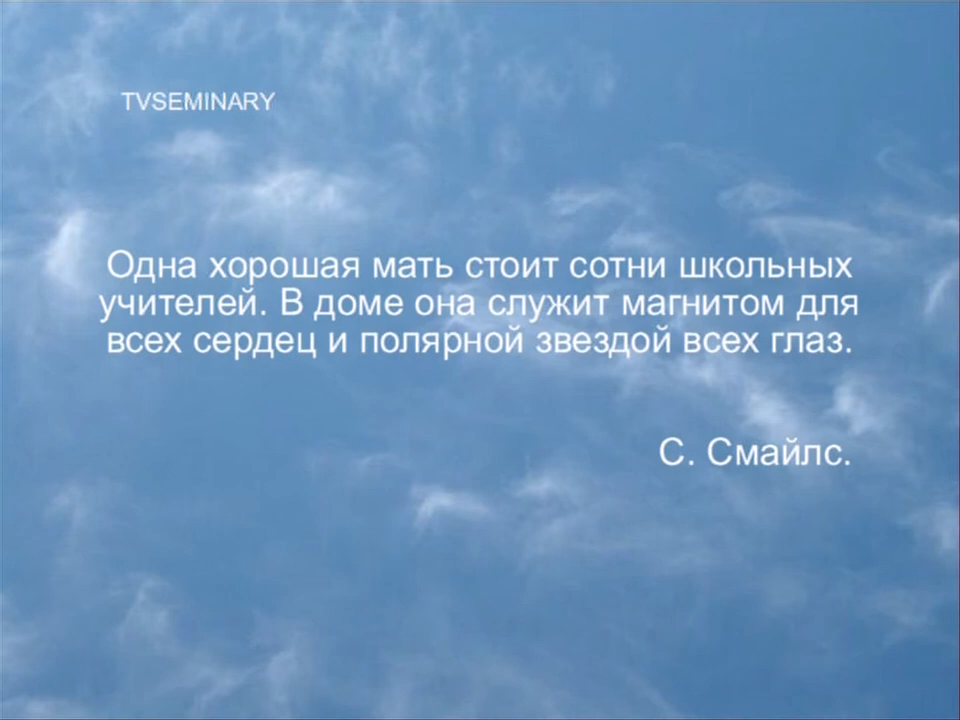 TVSEMINARY
Одна хорошая мать стоит сотни школьных
учителей. В доме она служит магнитом для
всех сердец и полярной звездой всех глаз.
С. Смайлс.